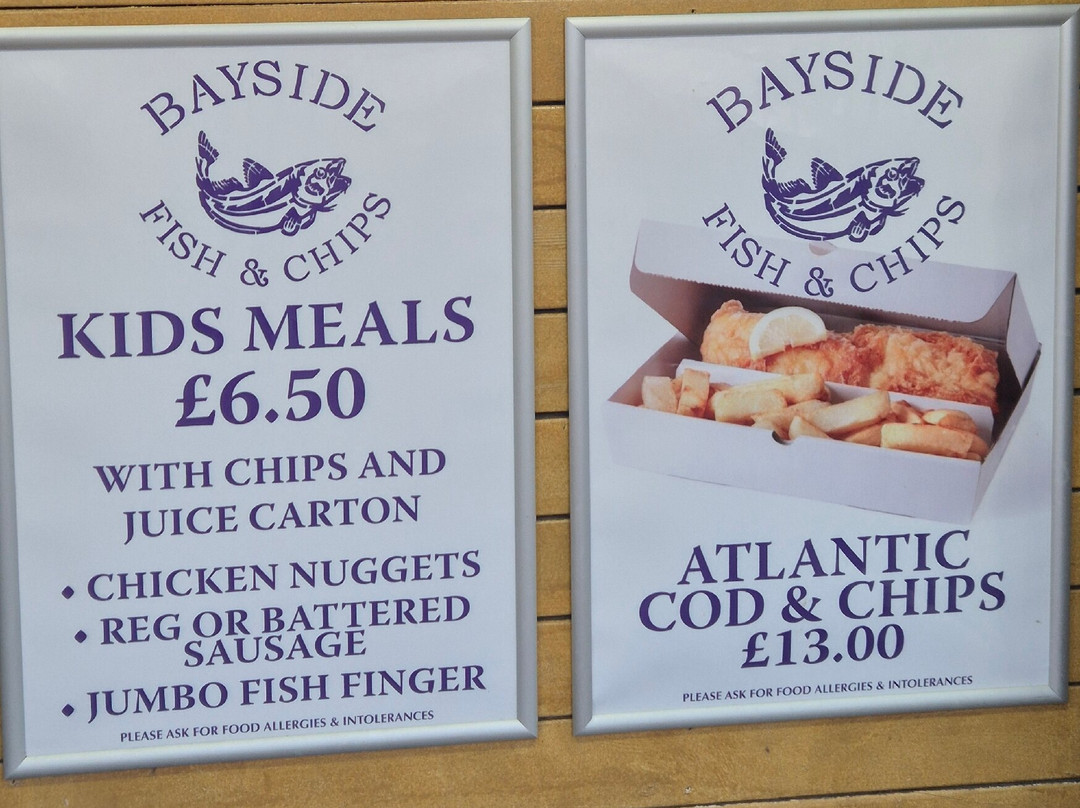 BAYSIDE
FISH & CHIPS
KIDS MEALS
£6.50
WITH CHIPS AND
JUICE CARTON
• CHICKEN NUGGETS
• REG OR BATTERED
SAUSAGE
• JUMBO FISH FINGER
PLEASE ASK FOR FOOD ALLERGIES & INTOLERANCES
BAYSIDE
FISH & CHIPS
ATLANTIC
COD & CHIPS
£13.00
PLEASE ASK FOR FOOD ALLERGIES & INTOLERANCES